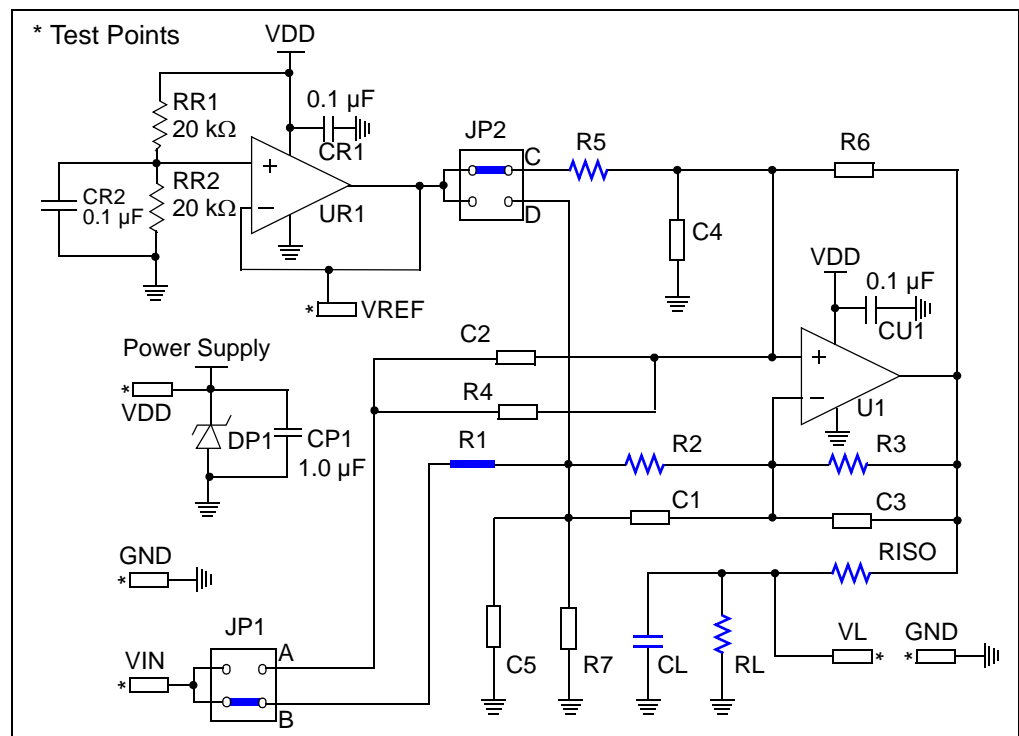 * Test Points
VDD
RR1
20 kΩ
0.1 µF
CR1
JP2
C
R5
R6
+
CR2
0.1 µF
RR2
20 kΩ
−
UR1
D
C4
VDD
0.1 µF
CU1
* VREF
Power Supply
C2
+
* VDD
R4
−
U1
DP1
CP1
1.0 µF
R1
R2
R3
C1
C3
GND
*
RISO
JP1
A
VIN
*
B
C5
R7
CL
RL
VL
*
GND
*